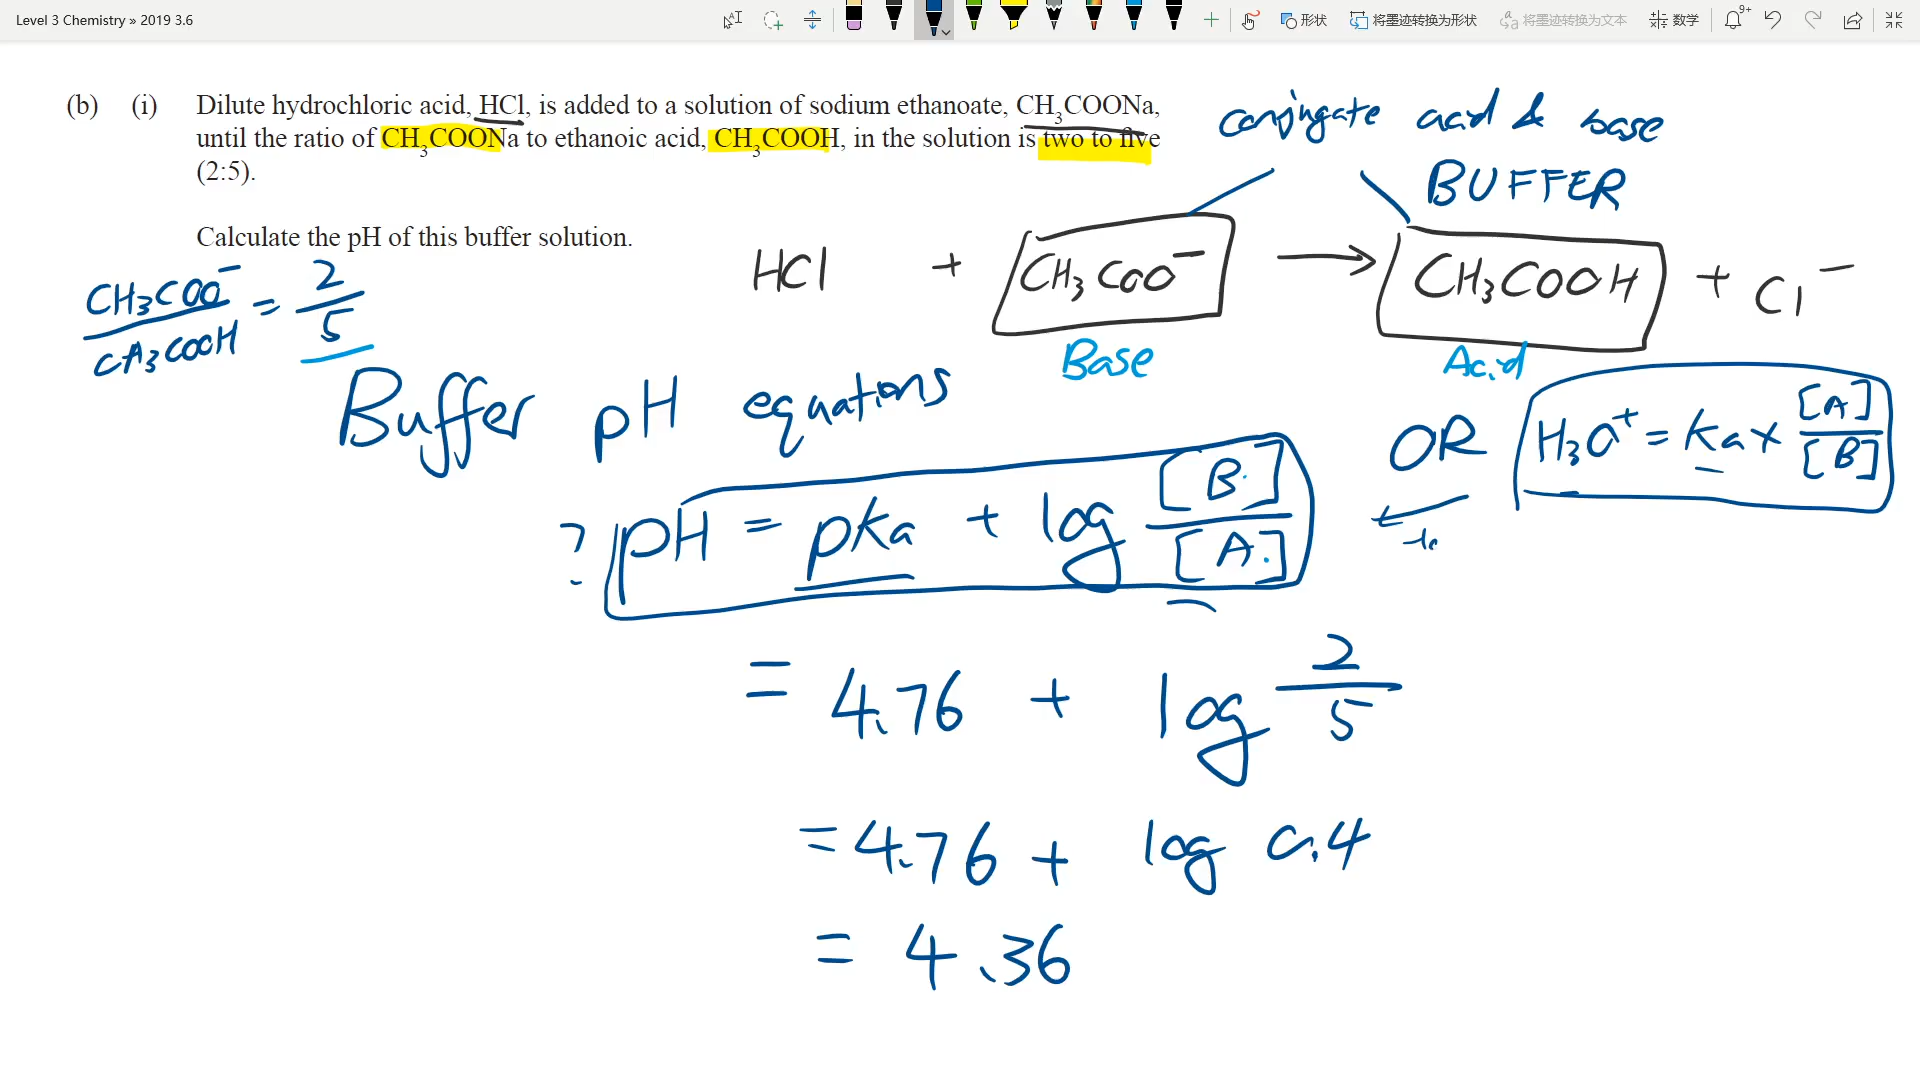 Level 3 Chemistry » 2019 3.6
形状 将墨迹转换为形状 将墨迹转换为文本 数学 9+
(b) (i) Dilute hydrochloric acid, HCl, is added to a solution of sodium ethanoate, CH₃COONa,
until the ratio of CH₃COONa to ethanoic acid, CH₃COOH, in the solution is two to five
(2:5).
Calculate the pH of this buffer solution.
conjugate acid & base
BUFFER
HCl + CH₃COO⁻ → CH₃COOH + Cl⁻
Base Acid
CH₃COO⁻ / CH₃COOH = 2/5
Buffer pH equations
? pH = pka + log [B]/[A]
OR H₃O⁺ = ka x [A]/[B]
= 4.76 + log 2/5
= 4.76 + log 0.4
= 4.36